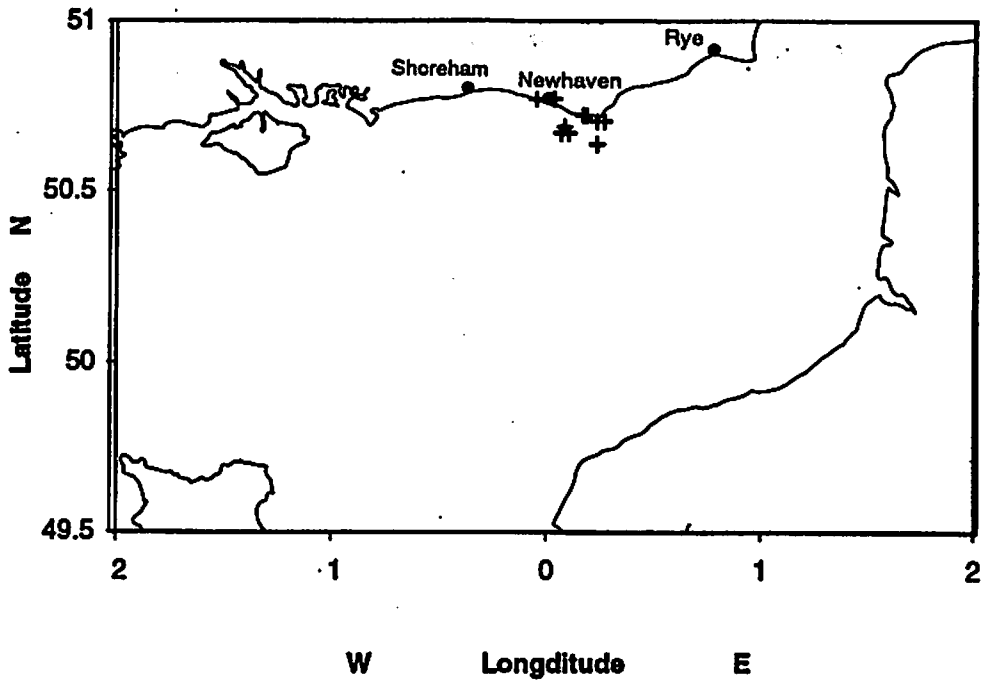 51
Rye
Shoreham
Newhaven
50.5
Latitude N
50
49.5
2 1 0 1 2
W Longditude E